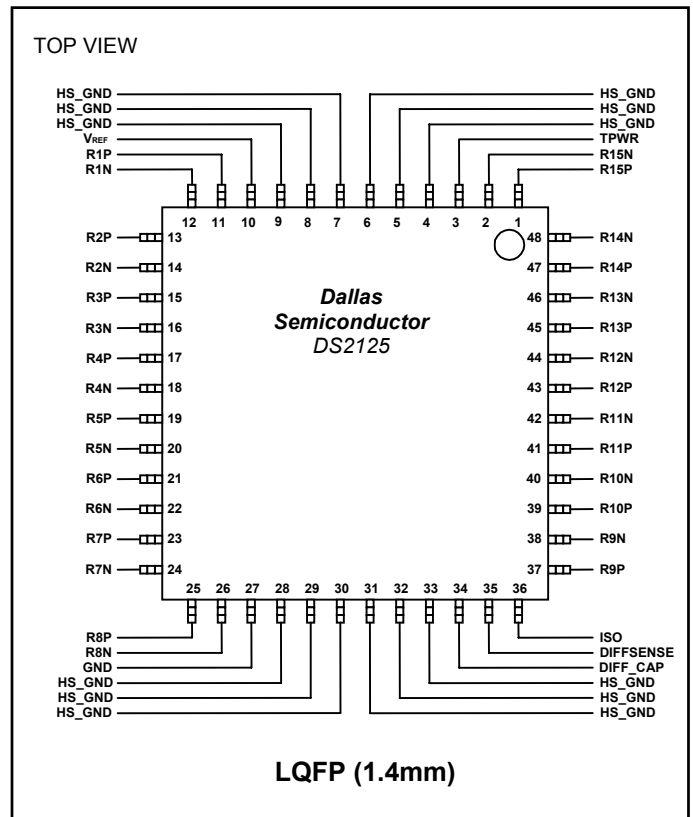 TOP VIEW
HS_GND HS_GND
HS_GND HS_GND
HS_GND HS_GND
VREF TPWR
R1P R15N
R1N R15P
12 11 10 9 8 7 6 5 4 3 2 1
R2P 13 48 R14N
R2N 14 47 R14P
R3P 15 46 R13N
R3N 16 45 R13P
R4P 17 44 R12N
R4N 18 43 R12P
R5P 19 42 R11N
R5N 20 41 R11P
R6P 21 40 R10N
R6N 22 39 R10P
R7P 23 38 R9N
R7N 24 37 R9P
Dallas
Semiconductor
DS2125
25 26 27 28 29 30 31 32 33 34 35 36
R8P ISO
R8N DIFFSENSE
GND DIFF_CAP
HS_GND HS_GND
HS_GND HS_GND
HS_GND HS_GND
LQFP (1.4mm)